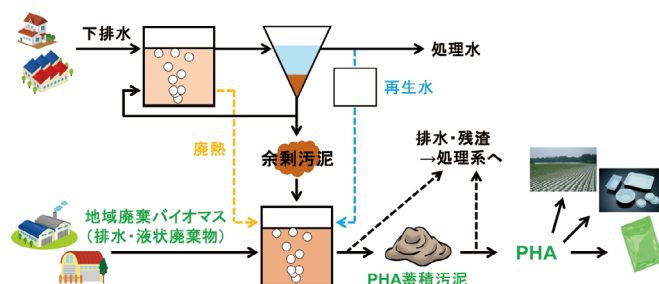 下排水
処理水
再生水
廃熱
余剰汚泥
排水・残渣
→処理系へ
地域廃棄バイオマス
(排水・液状廃棄物)
PHA蓄積汚泥
PHA